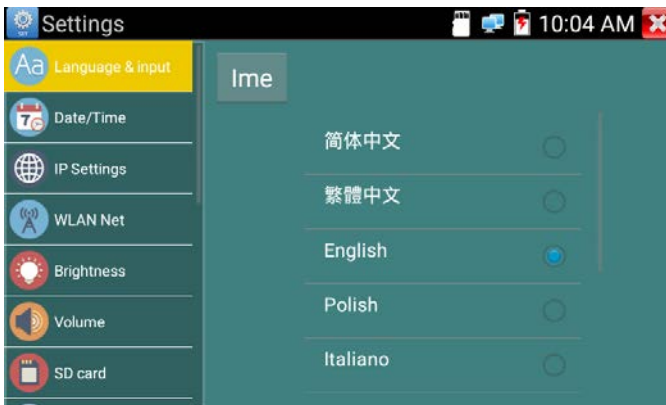 Settings
10:04 AM
Aa Language & input
7 Date/Time
IP Settings
WLAN Net
Brightness
Volume
SD card
Ime
简体中文
繁體中文
English
Polish
Italiano